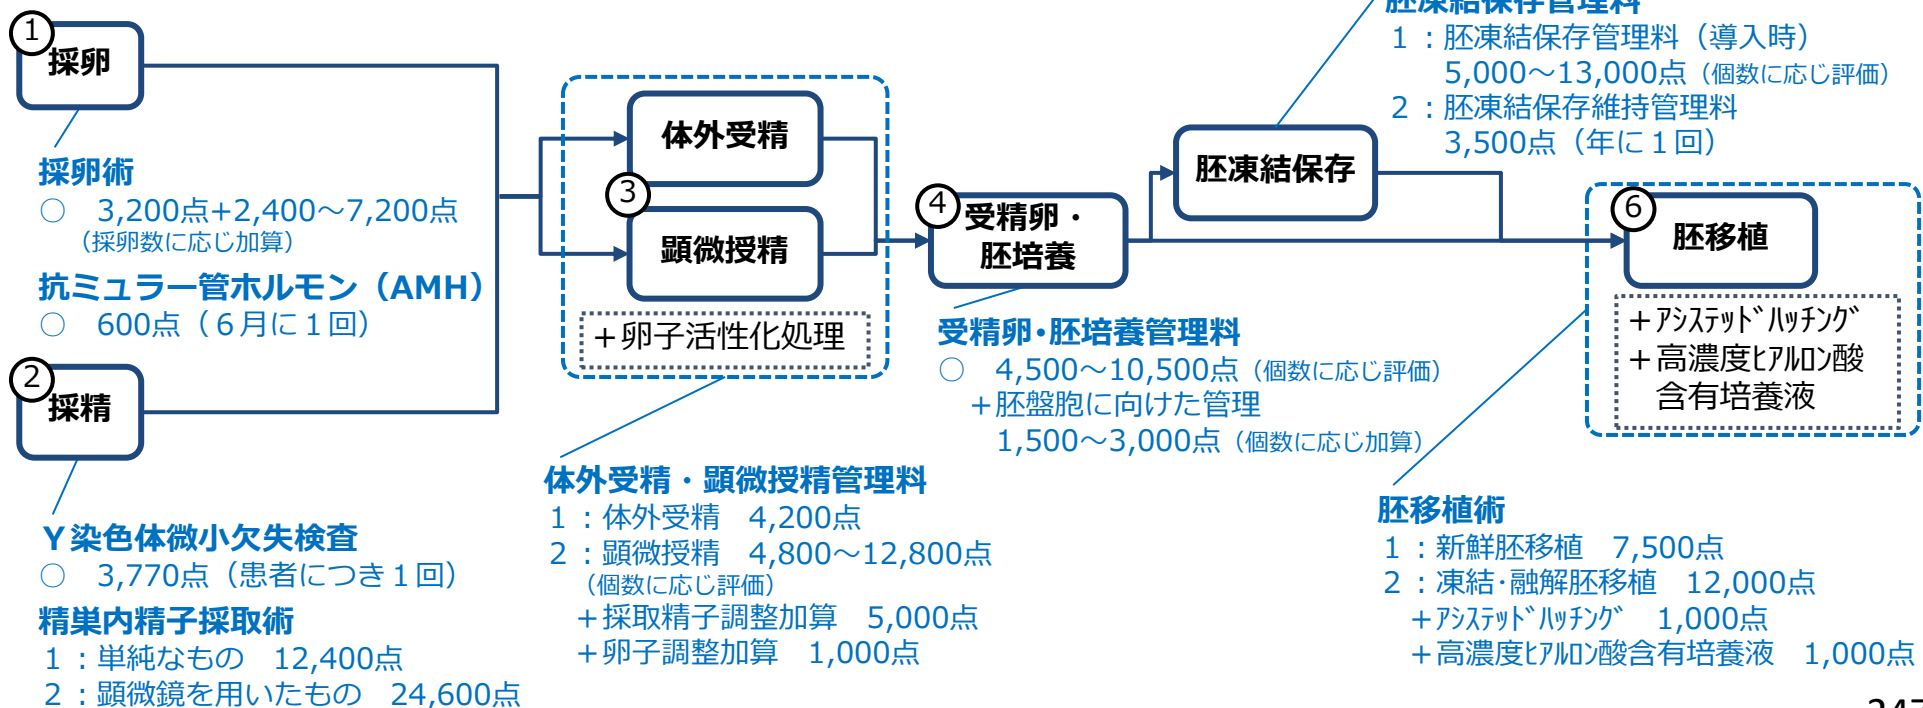 1
採卵
採卵術
○ 3,200点+2,400～7,200点
（採卵数に応じ加算）
抗ミュラー管ホルモン（AMH）
○ 600点（６月に１回）
2
採精
Ｙ染色体微小欠失検査
○ 3,770点（患者につき１回）
精巣内精子採取術
１：単純なもの 12,400点
２：顕微鏡を用いたもの 24,600点
体外受精
3
顕微授精
＋卵子活性化処理
体外受精・顕微授精管理料
１：体外受精 4,200点
２：顕微授精 4,800～12,800点
（個数に応じ評価）
＋採取精子調整加算 5,000点
＋卵子調整加算 1,000点
4
受精卵・
胚培養
受精卵・胚培養管理料
○ 4,500～10,500点（個数に応じ評価）
＋胚盤胞に向けた管理
1,500～3,000点（個数に応じ加算）
胚凍結保存
胚凍結保存管理料
１：胚凍結保存管理料（導入時）
5,000～13,000点（個数に応じ評価）
２：胚凍結保存維持管理料
3,500点（年に１回）
6
胚移植
＋ｱｼｽﾃｯﾄﾞﾊｯﾁﾝｸﾞ
＋高濃度ﾋｱﾙﾛﾝ酸
含有培養液
胚移植術
１：新鮮胚移植 7,500点
２：凍結・融解胚移植 12,000点
＋ｱｼｽﾃｯﾄﾞﾊｯﾁﾝｸﾞ 1,000点
＋高濃度ﾋｱﾙﾛﾝ酸含有培養液 1,000点